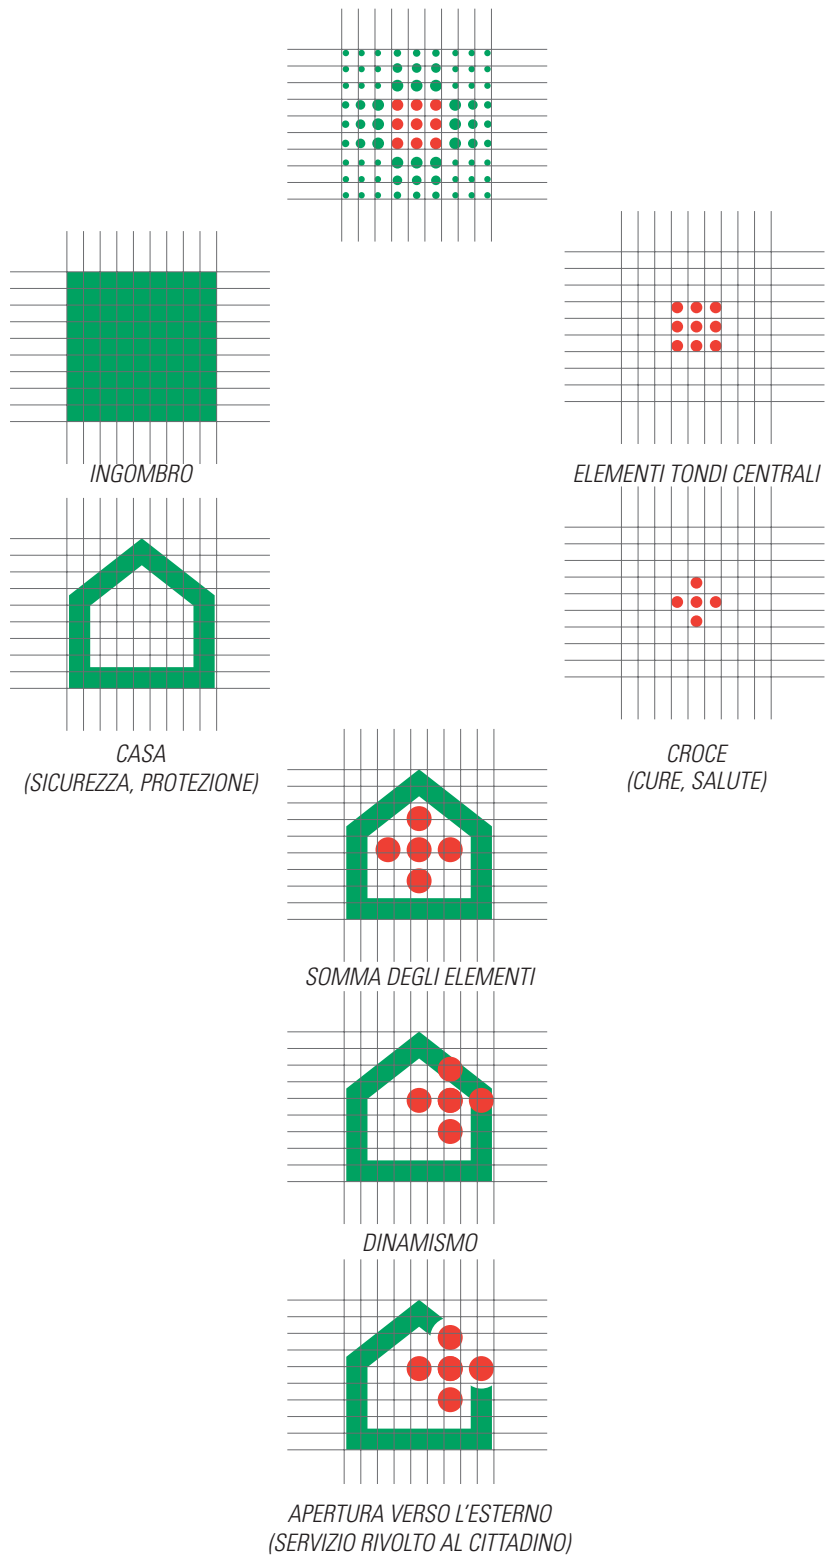 INGOMBRO
ELEMENTI TONDI CENTRALI
CASA
(SICUREZZA, PROTEZIONE)
CROCE
(CURE, SALUTE)
SOMMA DEGLI ELEMENTI
DINAMISMO
APERTURA VERSO L'ESTERNO
(SERVIZIO RIVOLTO AL CITTADINO)